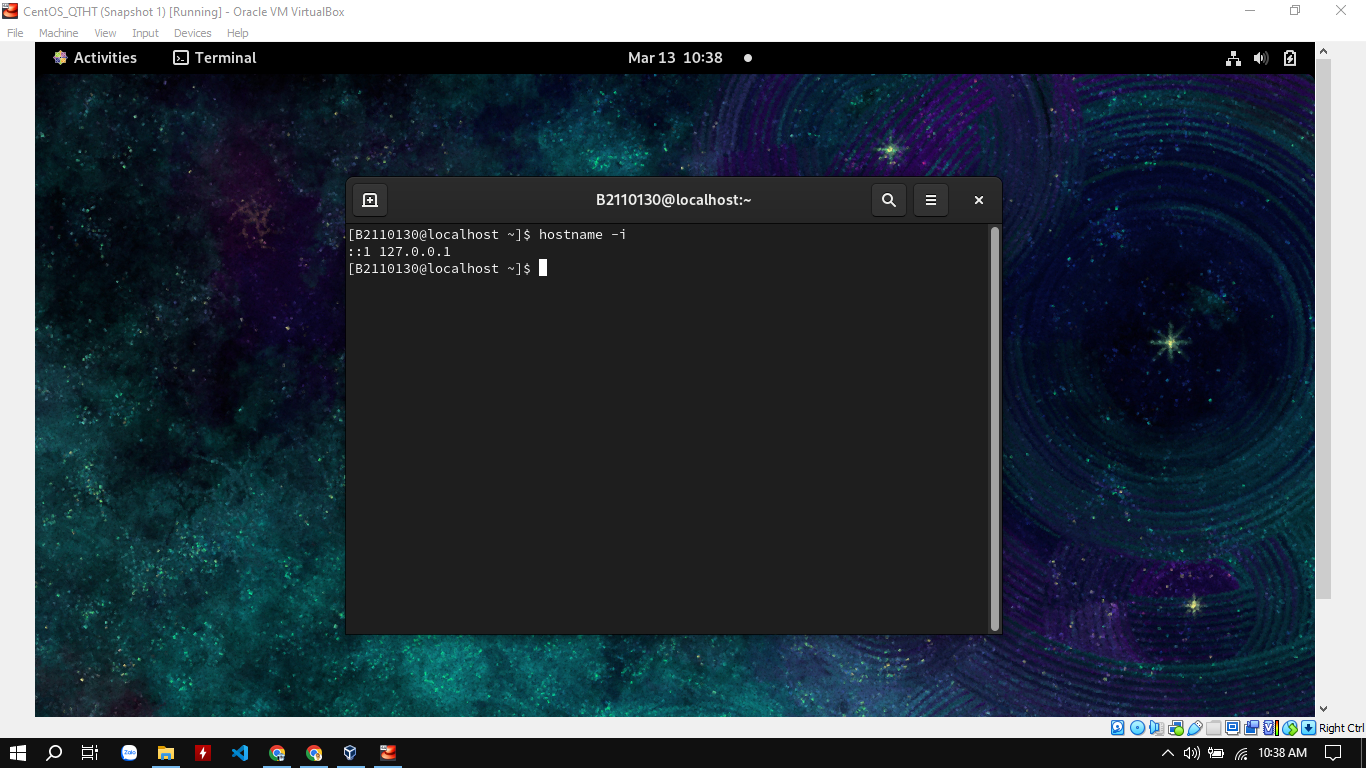 CentOS_QTHT (Snapshot 1) [Running] - Oracle VM VirtualBox
File Machine View Input Devices Help
Activities Terminal Mar 13 10:38
B2110130@localhost:~
[B2110130@localhost ~]$ hostname -i
::1 127.0.0.1
[B2110130@localhost ~]$
Right Ctrl
Zalo 10:38 AM